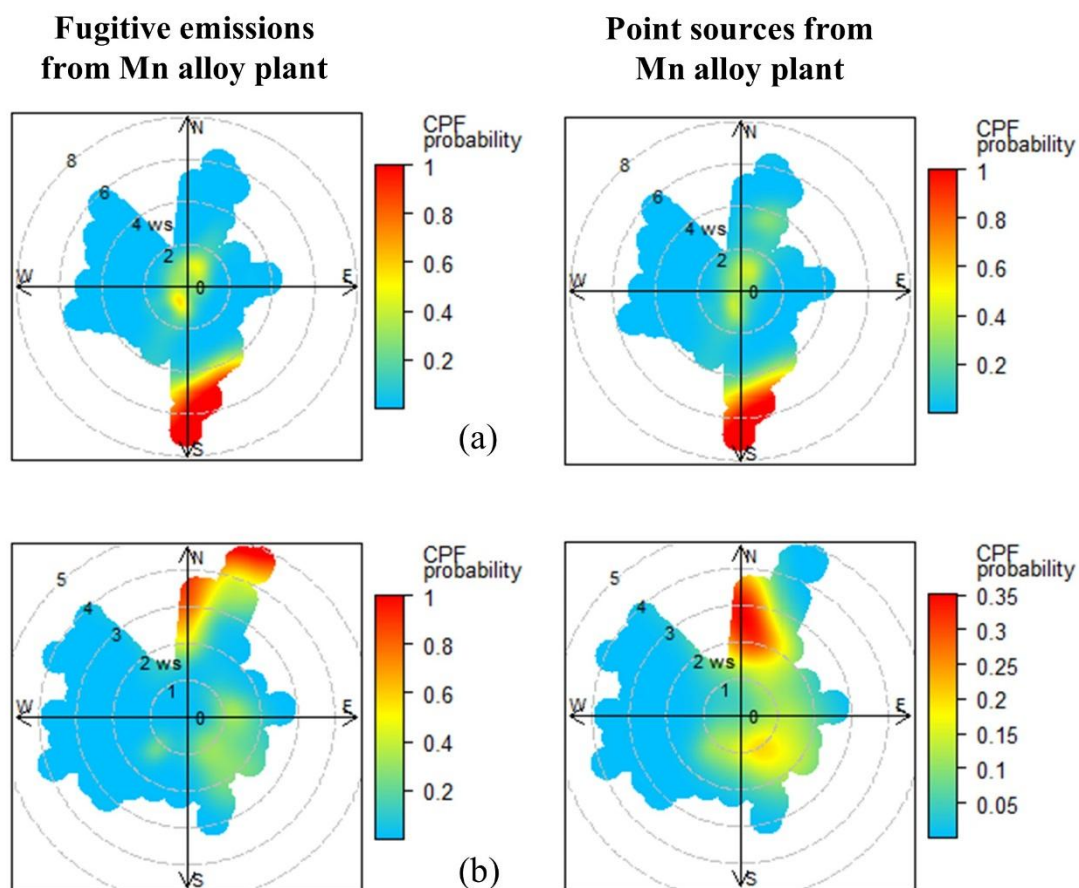 Fugitive emissions
from Mn alloy plant
Point sources from
Mn alloy plant
N
8
6
4 ws
2
0
W
E
S
CPF
probability
1
0.8
0.6
0.4
0.2
(a)
N
8
6
4 ws
2
0
W
E
S
CPF
probability
1
0.8
0.6
0.4
0.2
N
5
4
3
2 ws
1
0
W
E
S
CPF
probability
1
0.8
0.6
0.4
0.2
(b)
N
5
4
3
2 ws
1
0
W
E
S
CPF
probability
0.35
0.30
0.25
0.20
0.15
0.10
0.05